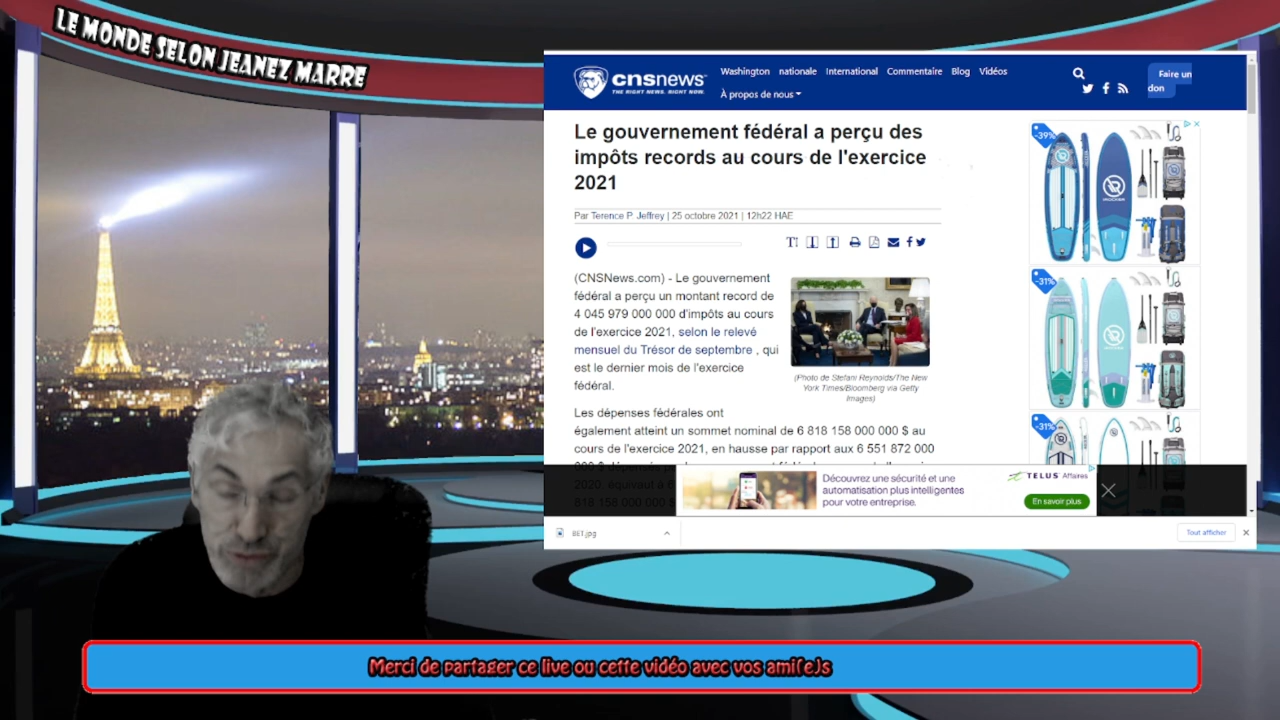 LE MONDE SELON JEANEZ MARRE
cnsnews
THE RIGHT NEWS. RIGHT NOW.
Washington nationale International Commentaire Blog Vidéos
À propos de nous
Faire un
don
Le gouvernement fédéral a perçu des
impôts records au cours de l'exercice
2021
Par Terence P. Jeffrey | 25 octobre 2021 | 12h22 HAE
(CNSNews.com) - Le gouvernement
fédéral a perçu un montant record de
4 045 979 000 000 d'impôts au cours
de l'exercice 2021, selon le relevé
mensuel du Trésor de septembre , qui
est le dernier mois de l'exercice
fédéral.
(Photo de Stefani Reynolds/The New
York Times/Bloomberg via Getty
Images)
Les dépenses fédérales ont
également atteint un sommet nominal de 6 818 158 000 000 $ au
cours de l'exercice 2021, en hausse par rapport aux 6 551 872 000
2020
818 158 000 000 $
-39%
-31%
-31%
Découvrez une sécurité et une
automatisation plus intelligentes
pour votre entreprise.
TELUS Affaires
En savoir plus
BET.jpg
Tout afficher
Merci de partager ce live ou cette vidéo avec vos ami(e)s